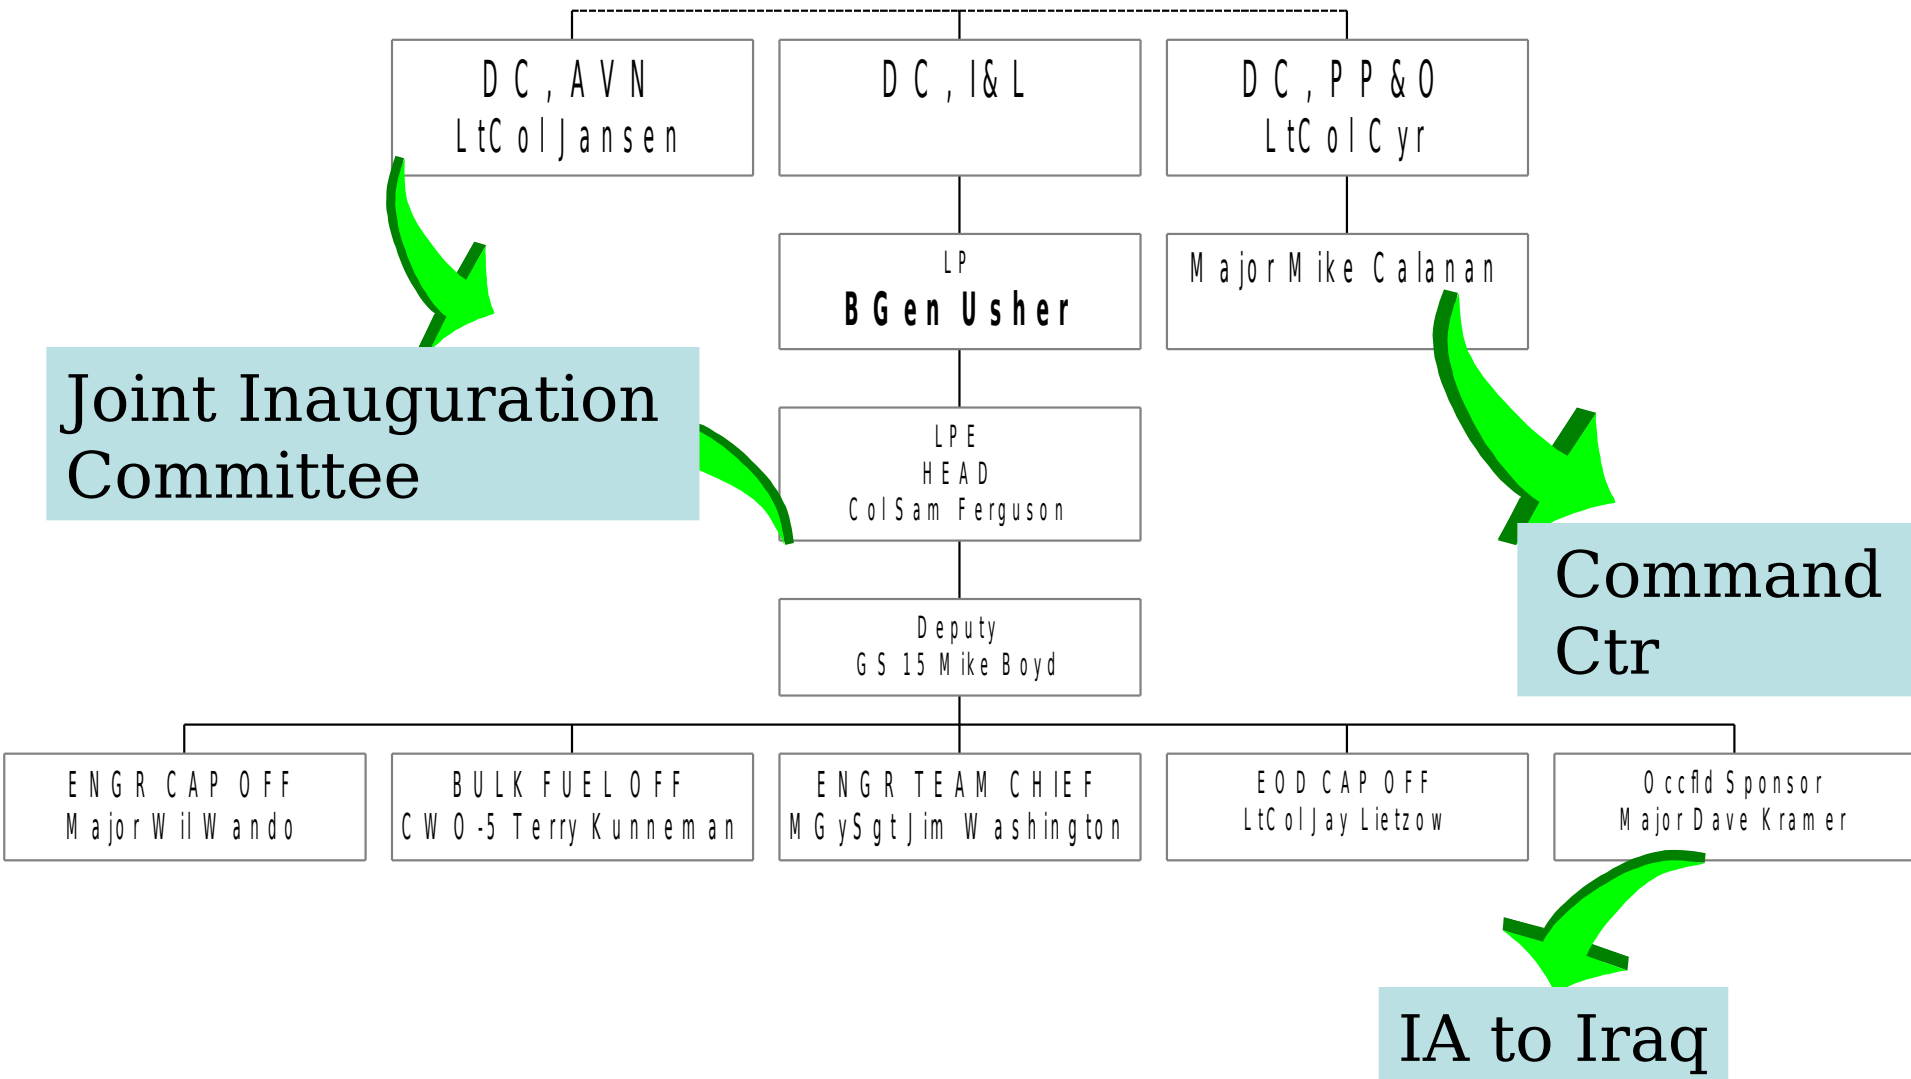 DC, AVN
LtCol Jansen
DC, I&L
DC, PP&O
LtCol Cyr
LP
BGen Usher
Major Mike Calanan
Joint Inauguration
Committee
LPE
HEAD
Col Sam Ferguson
Command
Ctr
Deputy
GS 15 Mike Boyd
ENGR CAP OFF
Major Wil Wando
BULK FUEL OFF
CWO-5 Terry Kunneman
ENGR TEAM CHIEF
MGySgt Jim Washington
EOD CAP OFF
LtCol Jay Lietzow
Occfld Sponsor
Major Dave Kramer
IA to Iraq